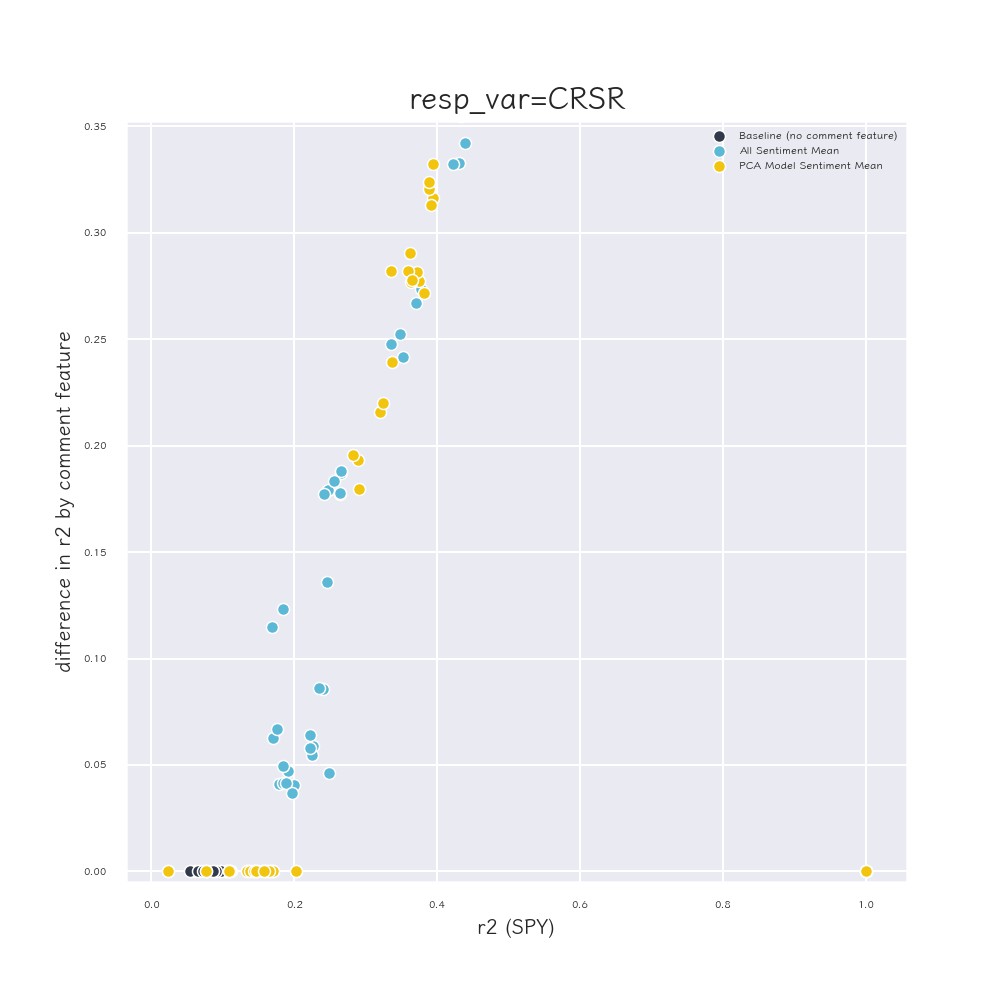 resp_var=CRSR
Baseline (no comment feature)
All Sentiment Mean
PCA Model Sentiment Mean
difference in r2 by comment feature
0.35
0.30
0.25
0.20
0.15
0.10
0.05
0.00
0.0 0.2 0.4 0.6 0.8 1.0
r2 (SPY)